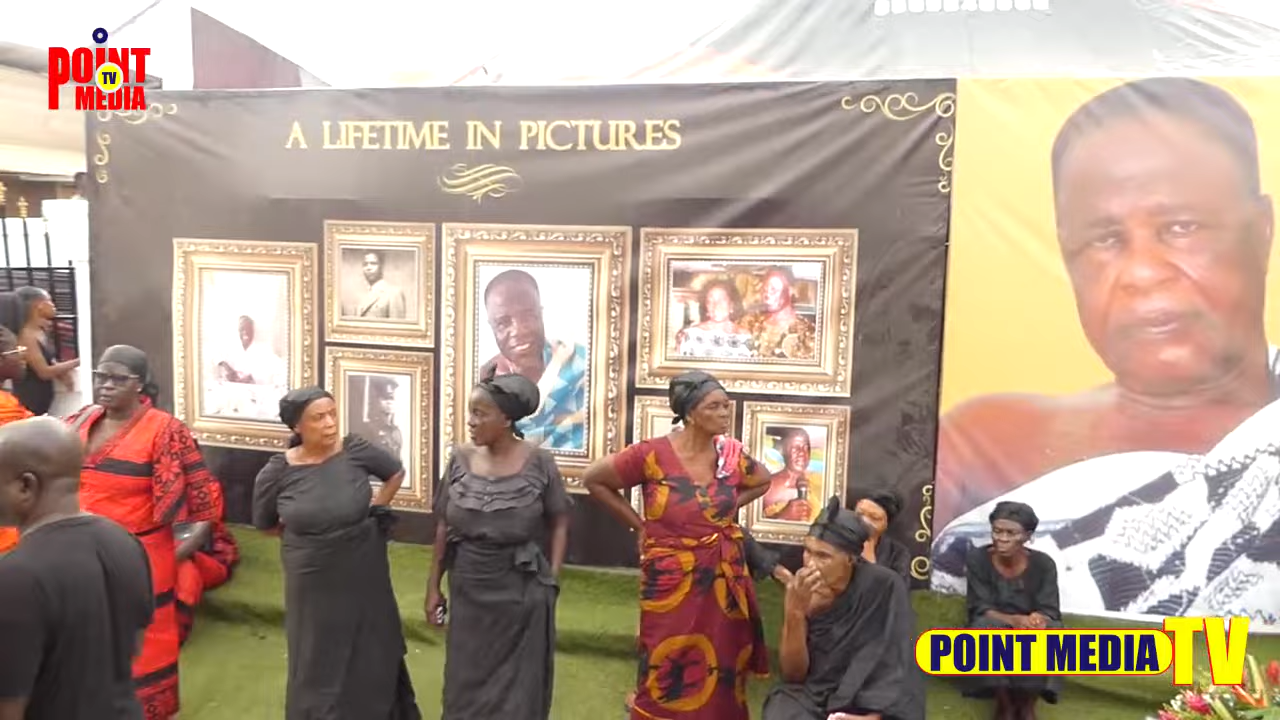 POINT
TV
MEDIA
A LIFETIME IN PICTURES
POINT MEDIA TV